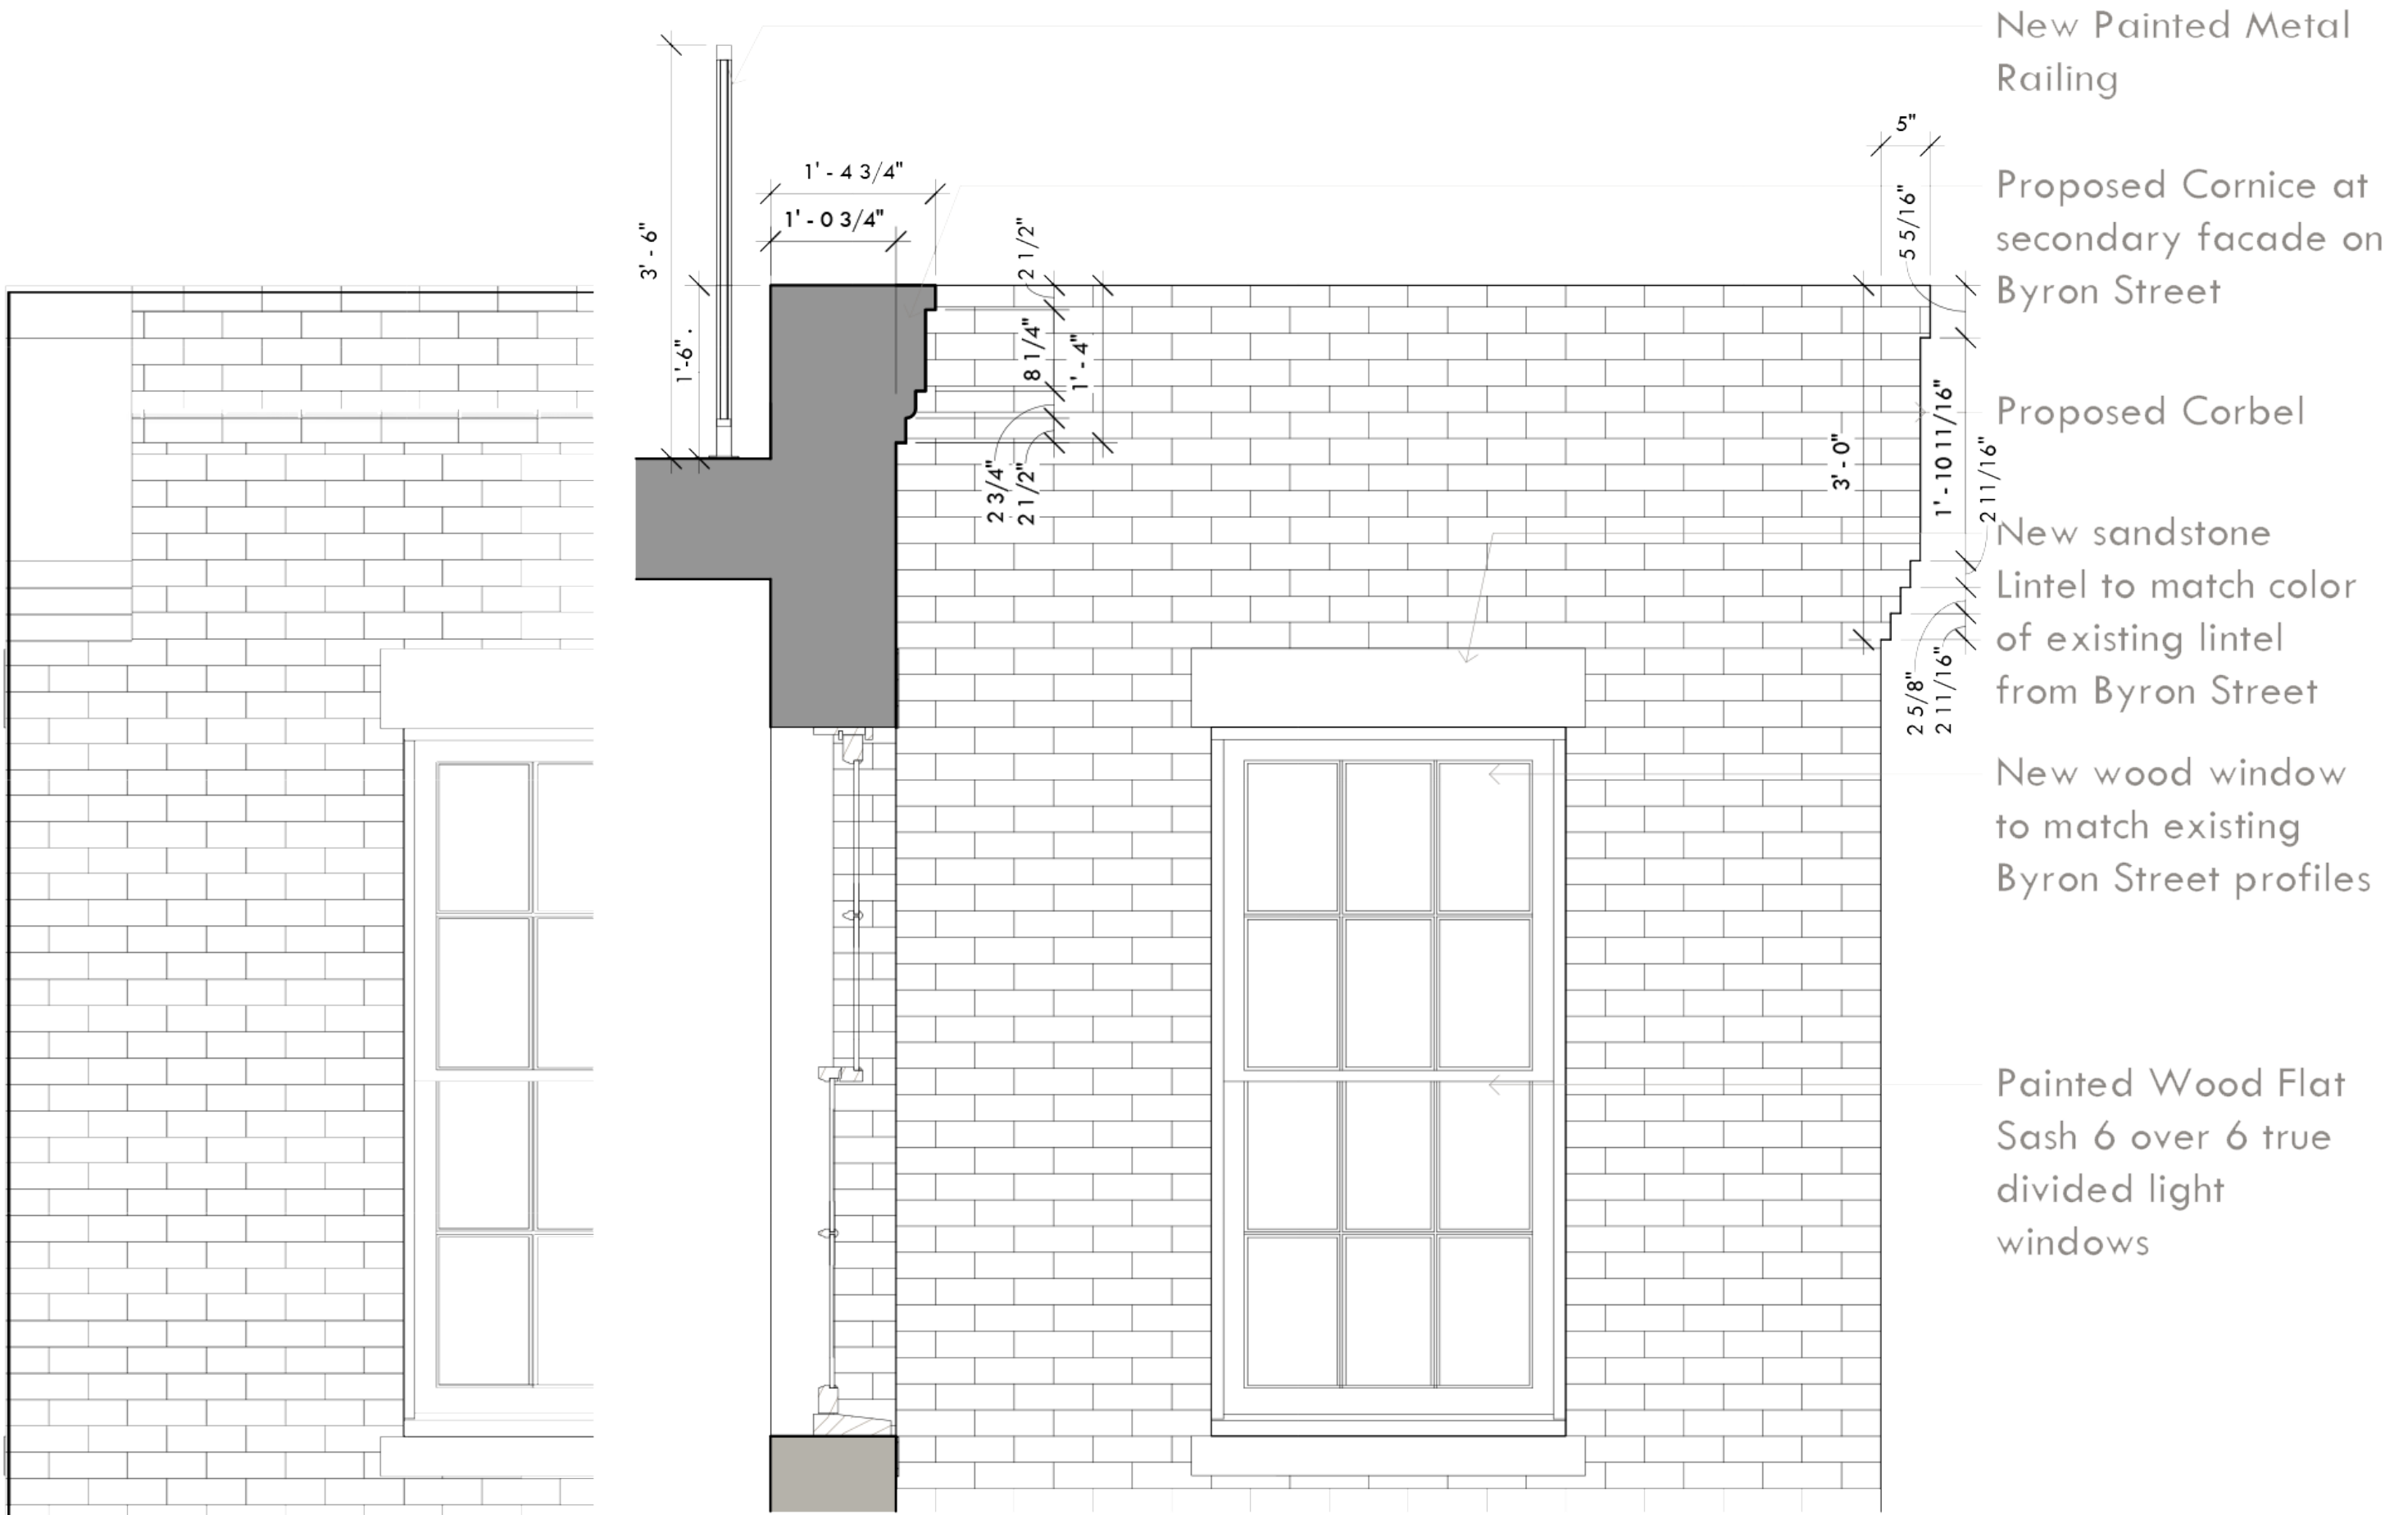 New Painted Metal
Railing
5"
1' - 4 3/4"
Proposed Cornice at
secondary facade on
Byron Street
1' - 0 3/4"
5 5/16"
3' - 6"
2 1/2"
1'-6" .
8 1/4"
1' - 4"
Proposed Corbel
1' - 10 11/16"
3' - 0"
2 11/16"
2 3/4"
2 1/2"
New sandstone
Lintel to match color
of existing lintel
from Byron Street
2 5/8"
2 11/16"
New wood window
to match existing
Byron Street profiles
Painted Wood Flat
Sash 6 over 6 true
divided light
windows